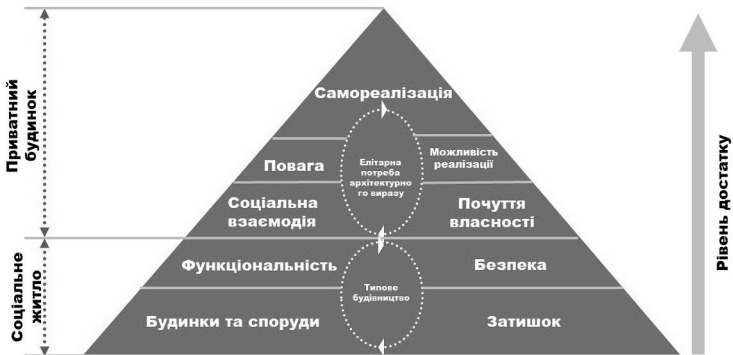 Самореалізація
Повага
Елітарна
потреба
архітектурно
го виразу
Можливість
реалізації
Соціальна
взаємодія
Почуття
власності
Функціональність
Безпека
Типове
будівництво
Будинки та споруди
Затишок
Приватний
будинок
Соціальне
житло
Рівень достатку